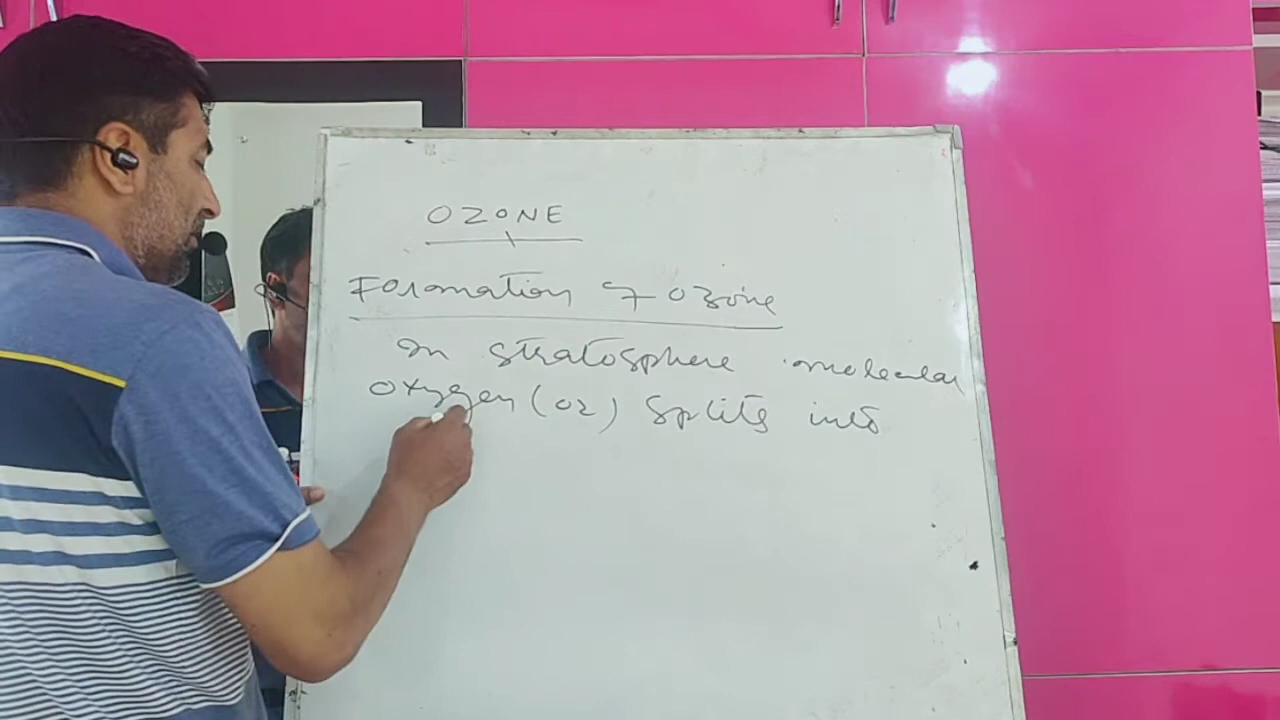 OZONE
Formation of Ozone
In stratosphere molecular
Oxygen (O2) Splits into